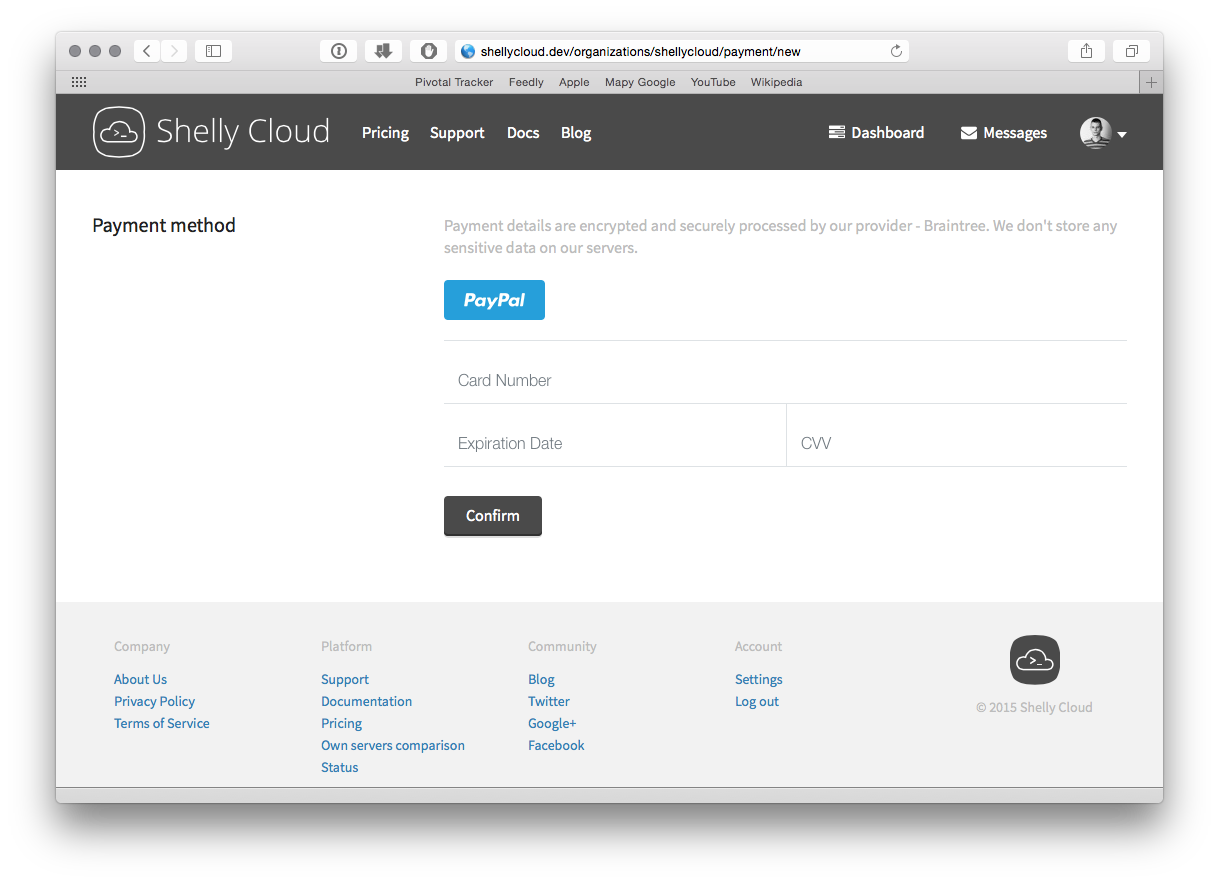 shellycloud.dev/organizations/shellycloud/payment/new
Pivotal Tracker Feedly Apple Mapy Google YouTube Wikipedia
Shelly Cloud Pricing Support Docs Blog Dashboard Messages
Payment method
Payment details are encrypted and securely processed by our provider - Braintree. We don't store any
sensitive data on our servers.
PayPal
Card Number
Expiration Date CVV
Confirm
Company
About Us
Privacy Policy
Terms of Service
Platform
Support
Documentation
Pricing
Own servers comparison
Status
Community
Blog
Twitter
Google+
Facebook
Account
Settings
Log out
© 2015 Shelly Cloud